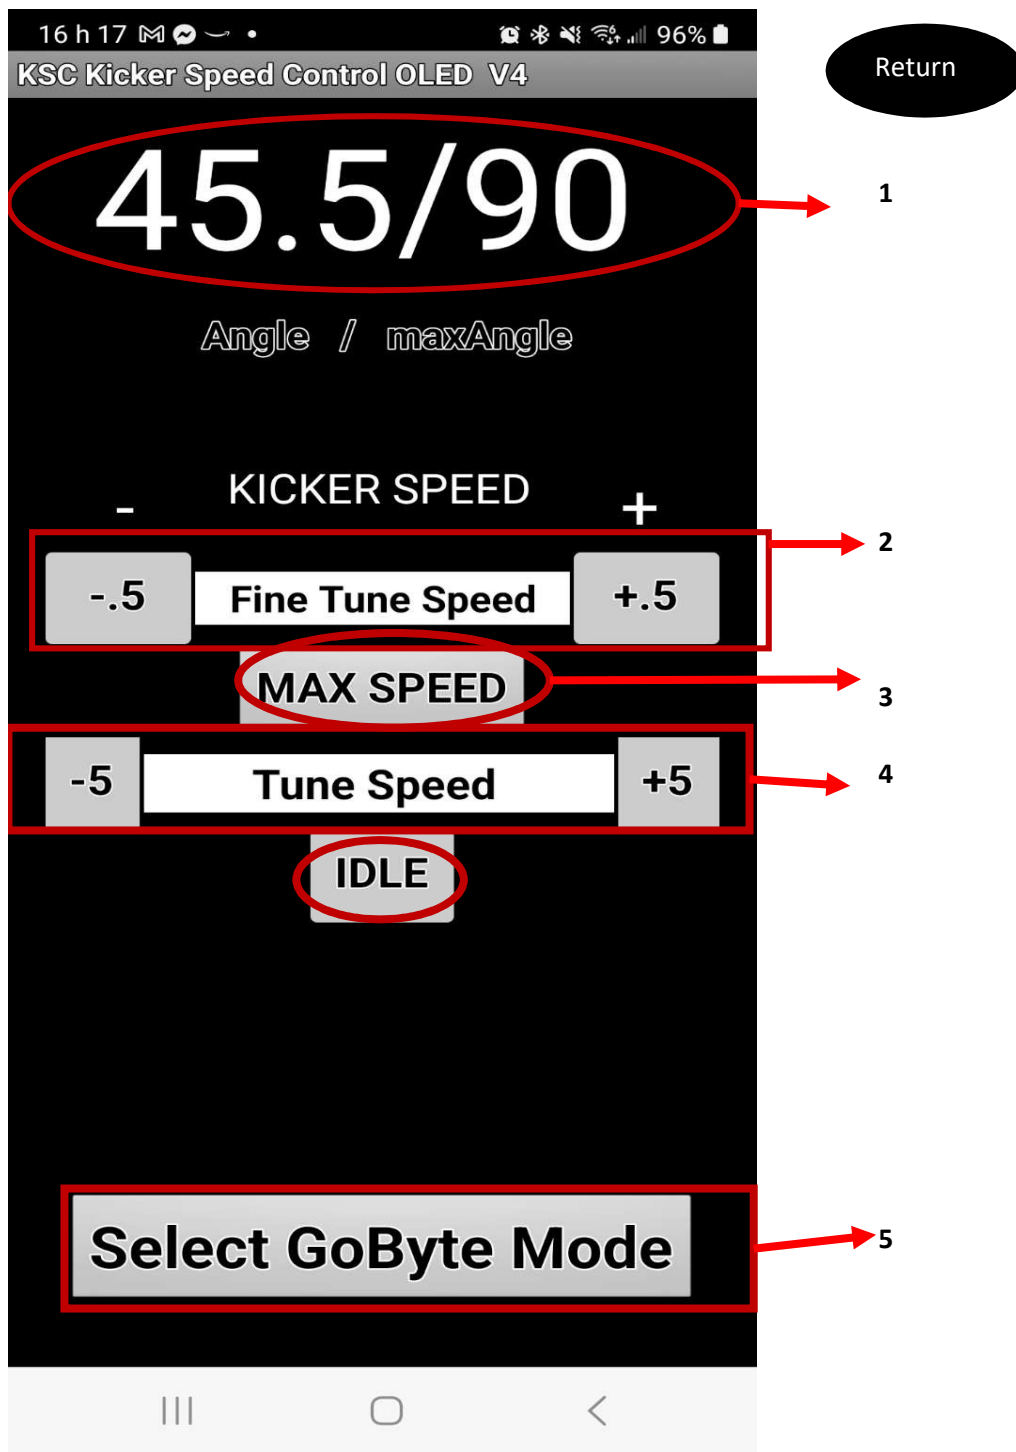 16 h 17 96%
KSC Kicker Speed Control OLED V4
Return
45.5/90
1
Angle / maxAngle
KICKER SPEED
- +
2
-.5 Fine Tune Speed +.5
MAX SPEED
3
-5 Tune Speed +5
4
IDLE
Select GoByte Mode
5